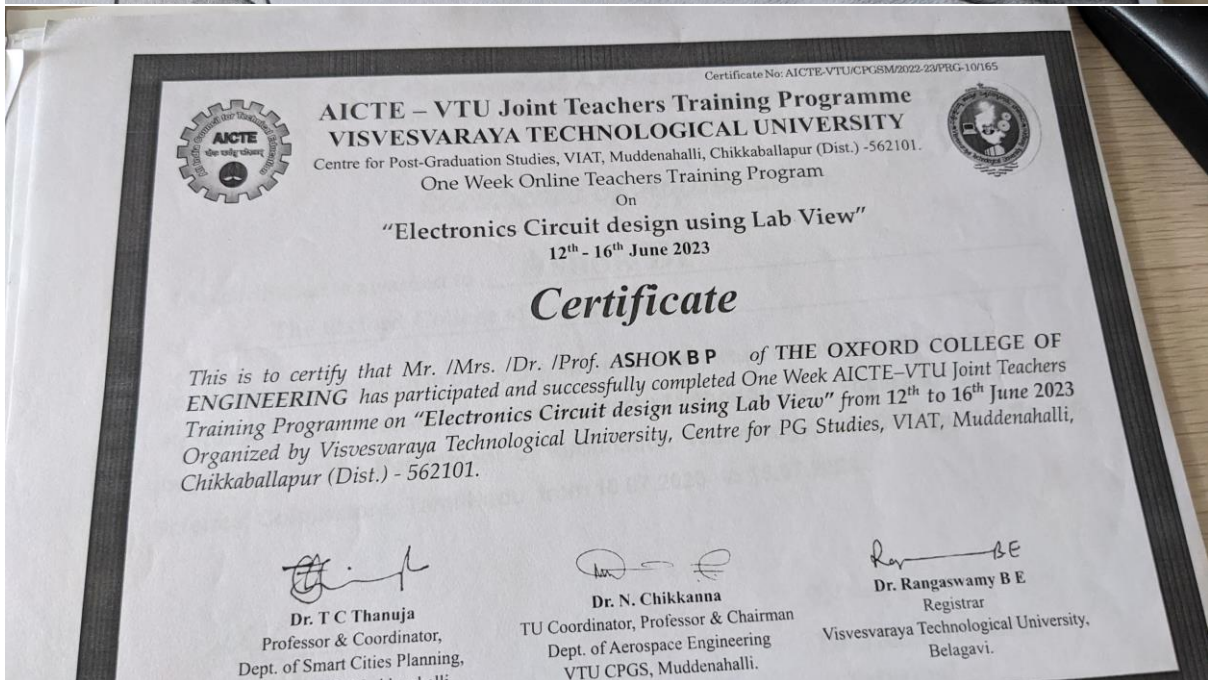 Certificate No: AICTE-VTU/CPGSM/2022-23/PRG-10/165
AICTE – VTU Joint Teachers Training Programme
VISVESVARAYA TECHNOLOGICAL UNIVERSITY
Centre for Post-Graduation Studies, VIAT, Muddenahalli, Chikkaballapur (Dist.) -562101.
One Week Online Teachers Training Program
On
“Electronics Circuit design using Lab View”
12th - 16th June 2023
Certificate
This is to certify that Mr. /Mrs. /Dr. /Prof. ASHOK B P of THE OXFORD COLLEGE OF
ENGINEERING has participated and successfully completed One Week AICTE–VTU Joint Teachers
Training Programme on “Electronics Circuit design using Lab View” from 12th to 16th June 2023
Organized by Visvesvaraya Technological University, Centre for PG Studies, VIAT, Muddenahalli,
Chikkaballapur (Dist.) - 562101.
AICTE
Dr. T C Thanuja
Professor & Coordinator,
Dept. of Smart Cities Planning,
Dr. N. Chikkanna
TU Coordinator, Professor & Chairman
Dept. of Aerospace Engineering
VTU CPGS, Muddenahalli.
BE
Dr. Rangaswamy B E
Registrar
Visvesvaraya Technological University,
Belagavi.